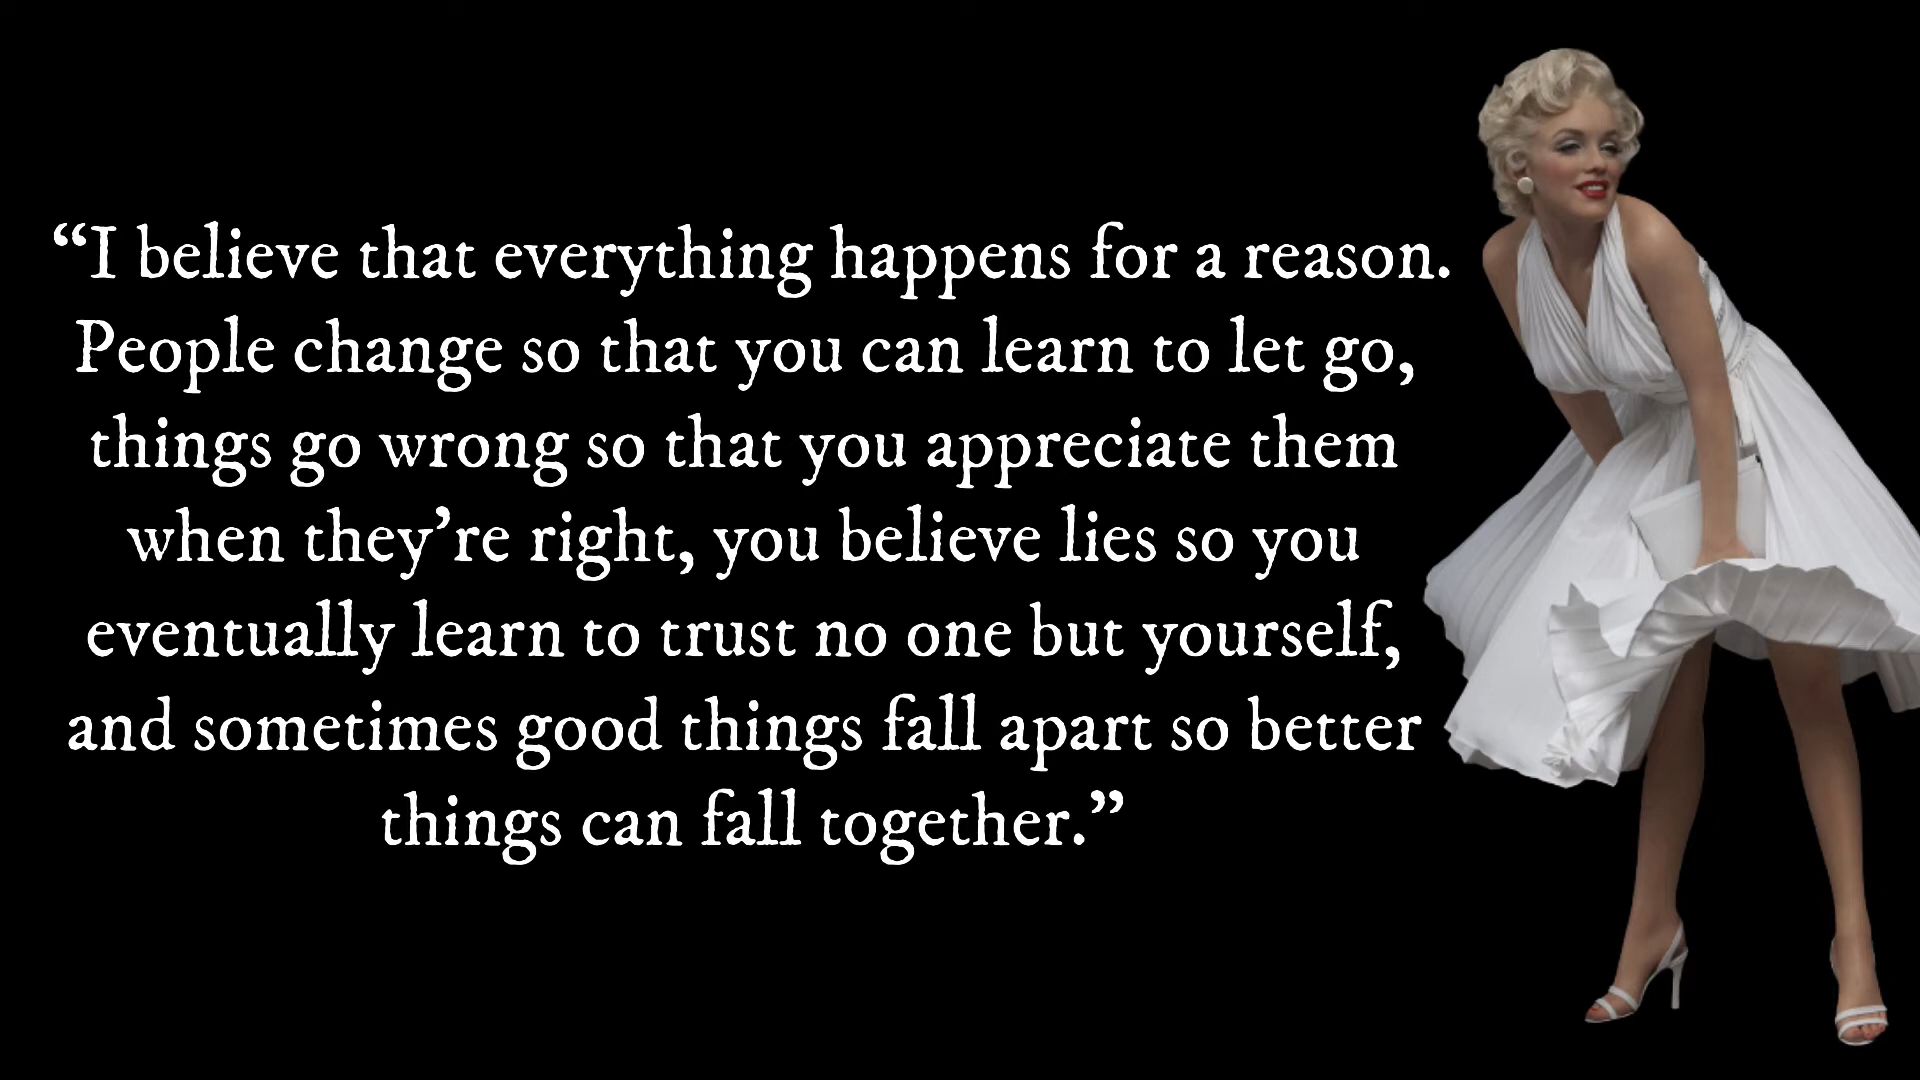 “I believe that everything happens for a reason.
People change so that you can learn to let go,
things go wrong so that you appreciate them
when they’re right, you believe lies so you
eventually learn to trust no one but yourself,
and sometimes good things fall apart so better
things can fall together.”